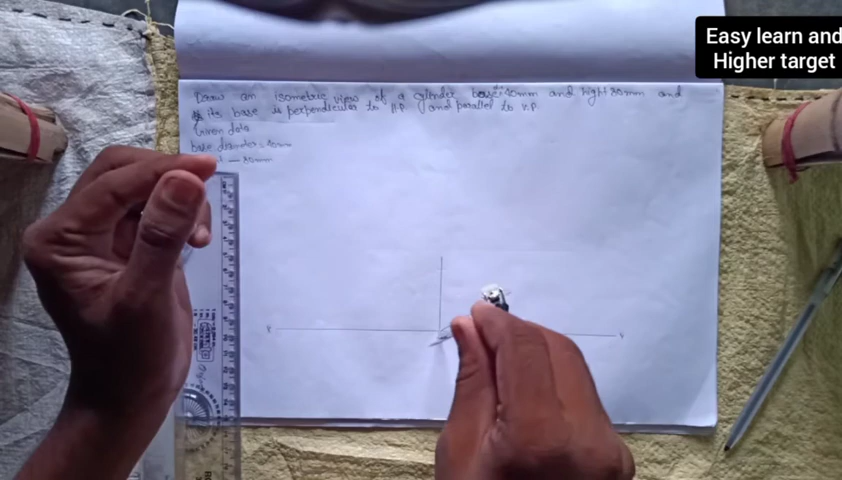 Easy learn and
Higher target
Draw an isometric view of a cylinder base 50mm and hight 80mm and
its base is perpendicular to H.P and parallel to V.P
Given data
base diameter: 50mm
— 80mm
X
Y